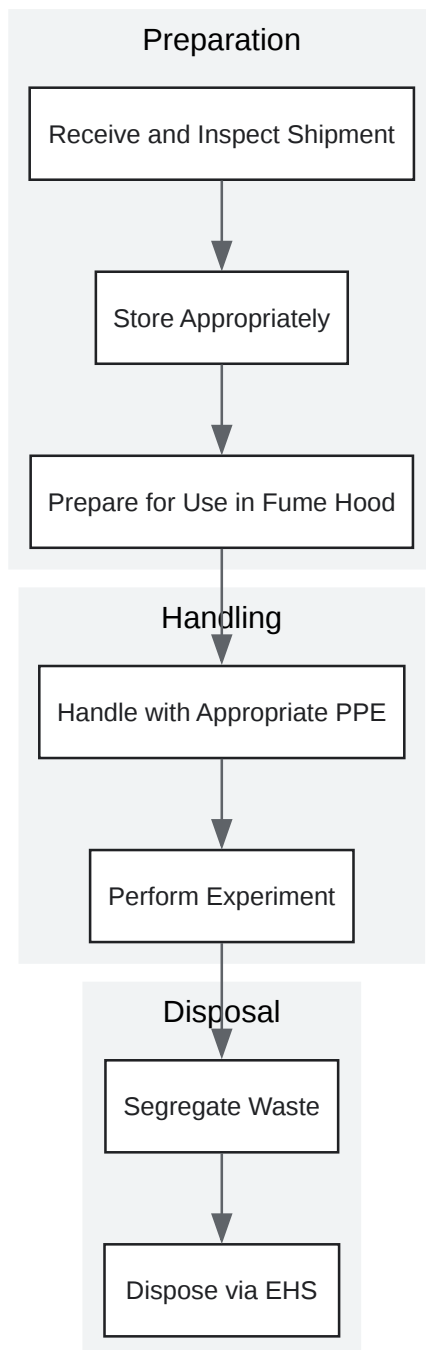 Preparation
Receive and Inspect Shipment
Store Appropriately
Prepare for Use in Fume Hood
Handling
Handle with Appropriate PPE
Perform Experiment
Disposal
Segregate Waste
Dispose via EHS